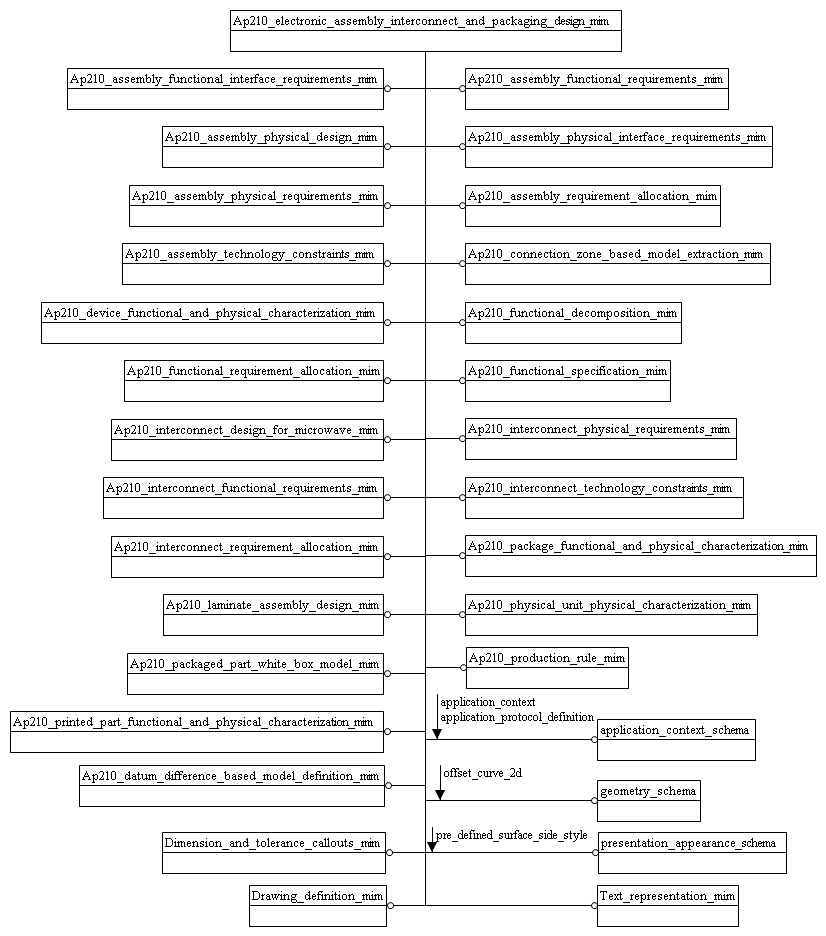 Ap210_electronic_assembly_interconnect_and_packaging_design_mim
Ap210_assembly_functional_interface_requirements_mim
Ap210_assembly_functional_requirements_mim
Ap210_assembly_physical_design_mim
Ap210_assembly_physical_interface_requirements_mim
Ap210_assembly_physical_requirements_mim
Ap210_assembly_requirement_allocation_mim
Ap210_assembly_technology_constraints_mim
Ap210_connection_zone_based_model_extraction_mim
Ap210_device_functional_and_physical_characterization_mim
Ap210_functional_decomposition_mim
Ap210_functional_requirement_allocation_mim
Ap210_functional_specification_mim
Ap210_interconnect_design_for_microwave_mim
Ap210_interconnect_physical_requirements_mim
Ap210_interconnect_functional_requirements_mim
Ap210_interconnect_technology_constraints_mim
Ap210_interconnect_requirement_allocation_mim
Ap210_package_functional_and_physical_characterization_mim
Ap210_laminate_assembly_design_mim
Ap210_physical_unit_physical_characterization_mim
Ap210_packaged_part_white_box_model_mim
Ap210_production_rule_mim
application_context
application_protocol_definition
Ap210_printed_part_functional_and_physical_characterization_mim
application_context_schema
Ap210_datum_difference_based_model_definition_mim
offset_curve_2d
geometry_schema
pre_defined_surface_side_style
Dimension_and_tolerance_callouts_mim
presentation_appearance_schema
Drawing_definition_mim
Text_representation_mim